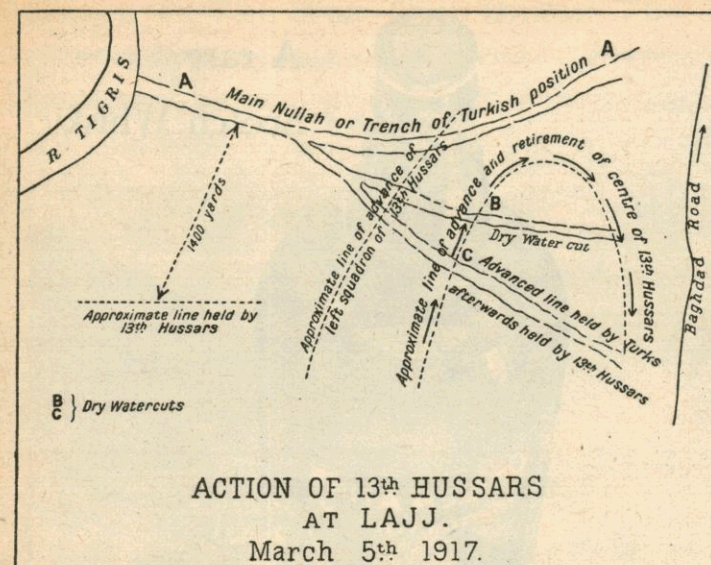 R. TIGRIS
A
Main Nullah or Trench of Turkish position
A
1400 yards
Approximate line held by
13th Hussars
Approximate line of advance of
left squadron of 13th Hussars
Approximate line of advance and retirement of centre of 13th Hussars.
B
Dry Water cut
C Advanced line held by Turks
afterwards held by 13th Hussars
Baghdad Road
B
C } Dry Watercuts
ACTION OF 13th HUSSARS
AT LAJJ.
March 5th 1917.